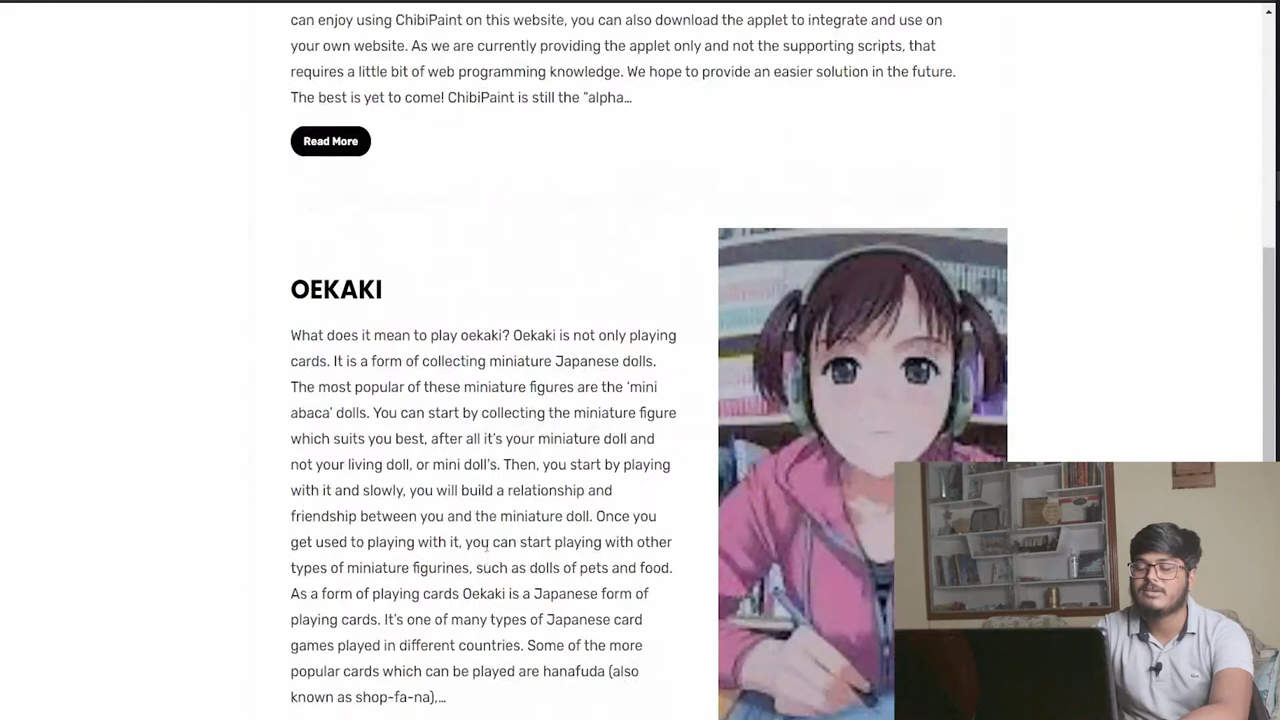 can enjoy using ChibiPaint on this website, you can also download the applet to integrate and use on
your own website. As we are currently providing the applet only and not the supporting scripts, that
requires a little bit of web programming knowledge. We hope to provide an easier solution in the future.
The best is yet to come! ChibiPaint is still the “alpha…
Read More
OEKAKI
What does it mean to play oekaki? Oekaki is not only playing
cards. It is a form of collecting miniature Japanese dolls.
The most popular of these miniature figures are the ‘mini
abaca’ dolls. You can start by collecting the miniature figure
which suits you best, after all it’s your miniature doll and
not your living doll, or mini doll’s. Then, you start by playing
with it and slowly, you will build a relationship and
friendship between you and the miniature doll. Once you
get used to playing with it, you can start playing with other
types of miniature figurines, such as dolls of pets and food.
As a form of playing cards Oekaki is a Japanese form of
playing cards. It’s one of many types of Japanese card
games played in different countries. Some of the more
popular cards which can be played are hanafuda (also
known as shop-fa-na),…